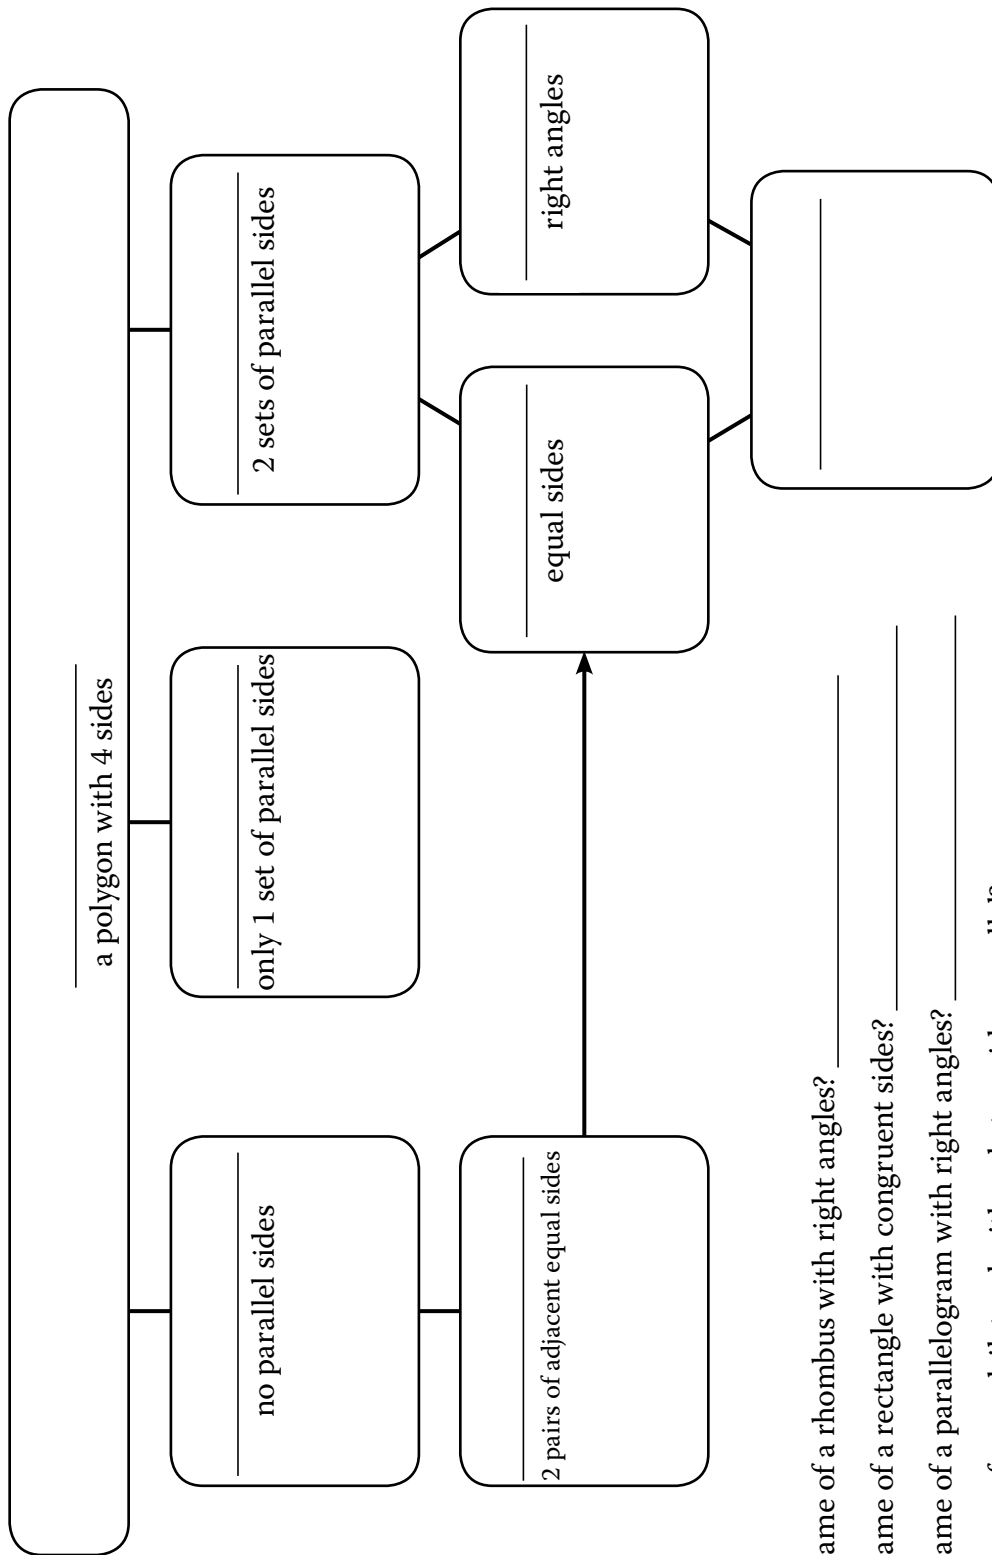 a polygon with 4 sides
no parallel sides
only 1 set of parallel sides
2 sets of parallel sides
2 pairs of adjacent equal sides
equal sides
right angles
ame of a rhombus with right angles?
ame of a rectangle with congruent sides?
ame of a parallelogram with right angles?